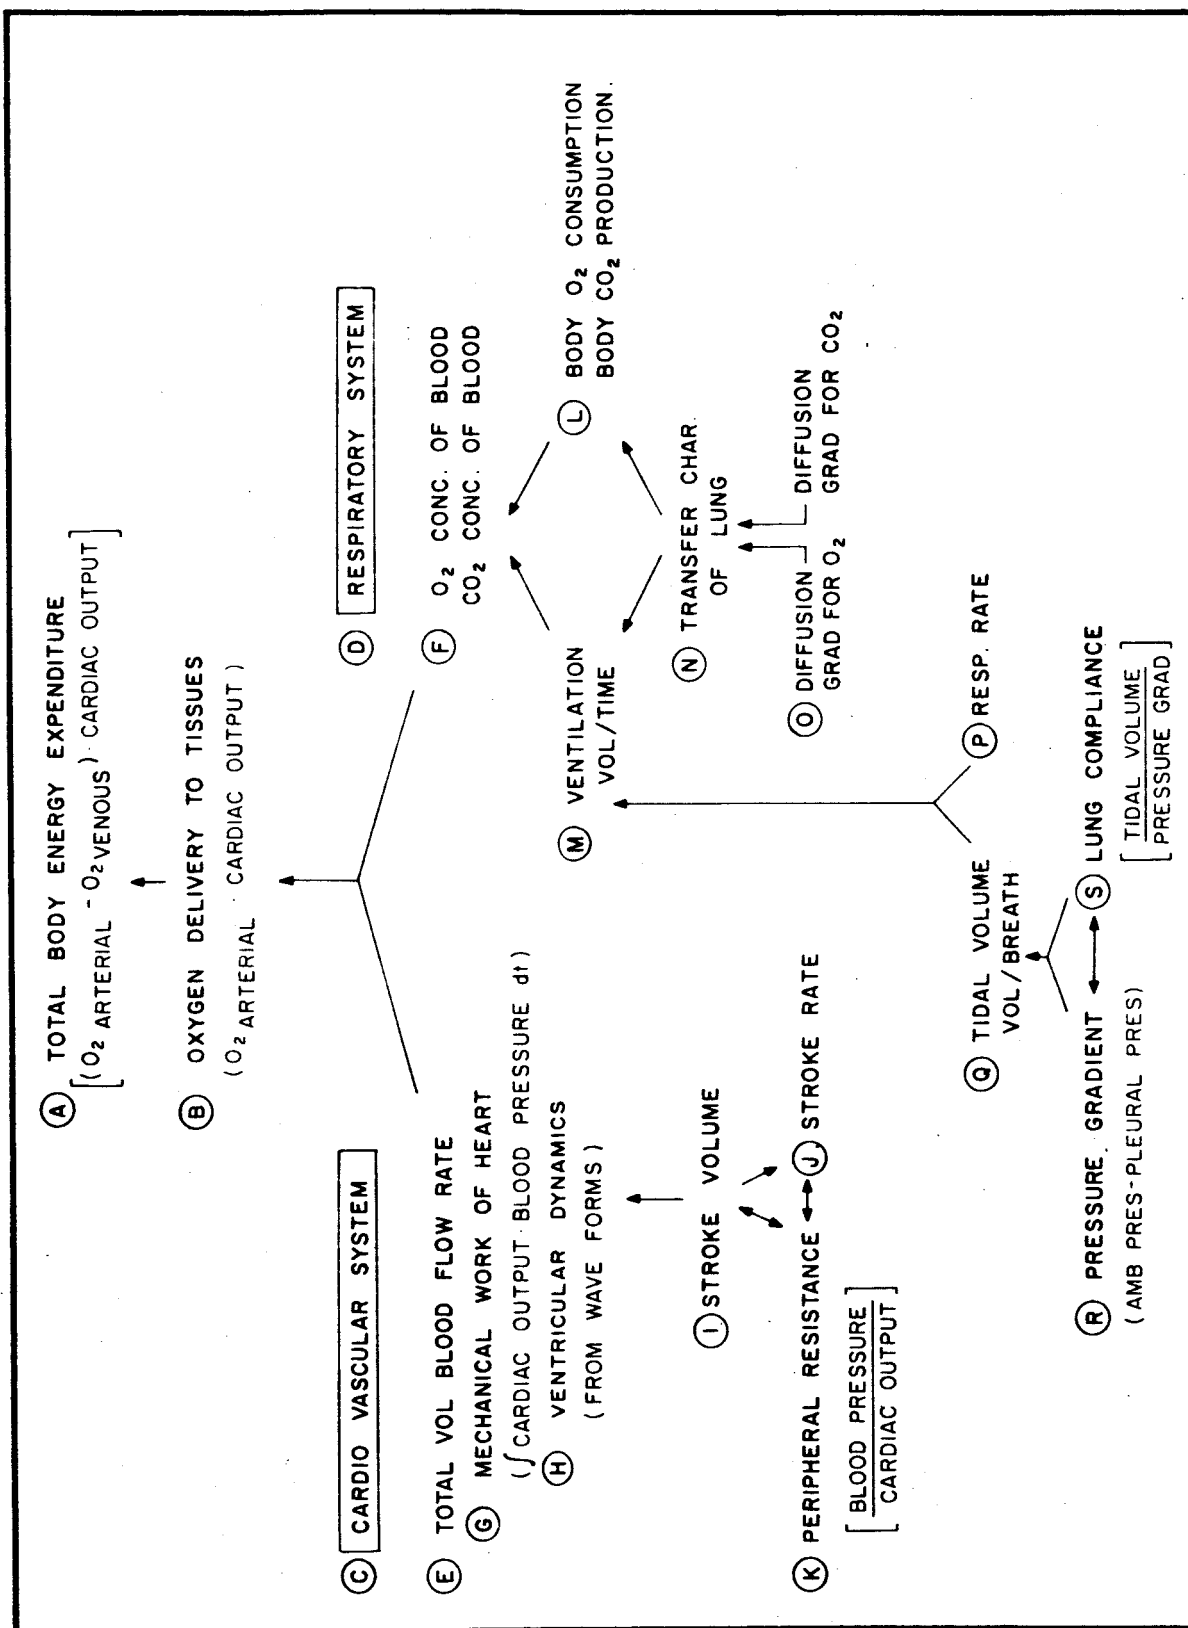 A TOTAL BODY ENERGY EXPENDITURE
[(O₂ ARTERIAL - O₂ VENOUS) · CARDIAC OUTPUT]
B OXYGEN DELIVERY TO TISSUES
(O₂ ARTERIAL · CARDIAC OUTPUT)
C CARDIO VASCULAR SYSTEM
D RESPIRATORY SYSTEM
E TOTAL VOL BLOOD FLOW RATE
G MECHANICAL WORK OF HEART
(∫ CARDIAC OUTPUT · BLOOD PRESSURE dt)
H VENTRICULAR DYNAMICS
(FROM WAVE FORMS)
F O₂ CONC. OF BLOOD
CO₂ CONC. OF BLOOD
L BODY O₂ CONSUMPTION
BODY CO₂ PRODUCTION.
M VENTILATION
VOL/TIME
I STROKE VOLUME
N TRANSFER CHAR.
OF LUNG
K PERIPHERAL RESISTANCE
[BLOOD PRESSURE
CARDIAC OUTPUT]
J STROKE RATE
O DIFFUSION
GRAD FOR O₂
DIFFUSION
GRAD FOR CO₂
Q TIDAL VOLUME
VOL/BREATH
P RESP. RATE
R PRESSURE GRADIENT
(AMB PRES-PLEURAL PRES)
S LUNG COMPLIANCE
[TIDAL VOLUME
PRESSURE GRAD]